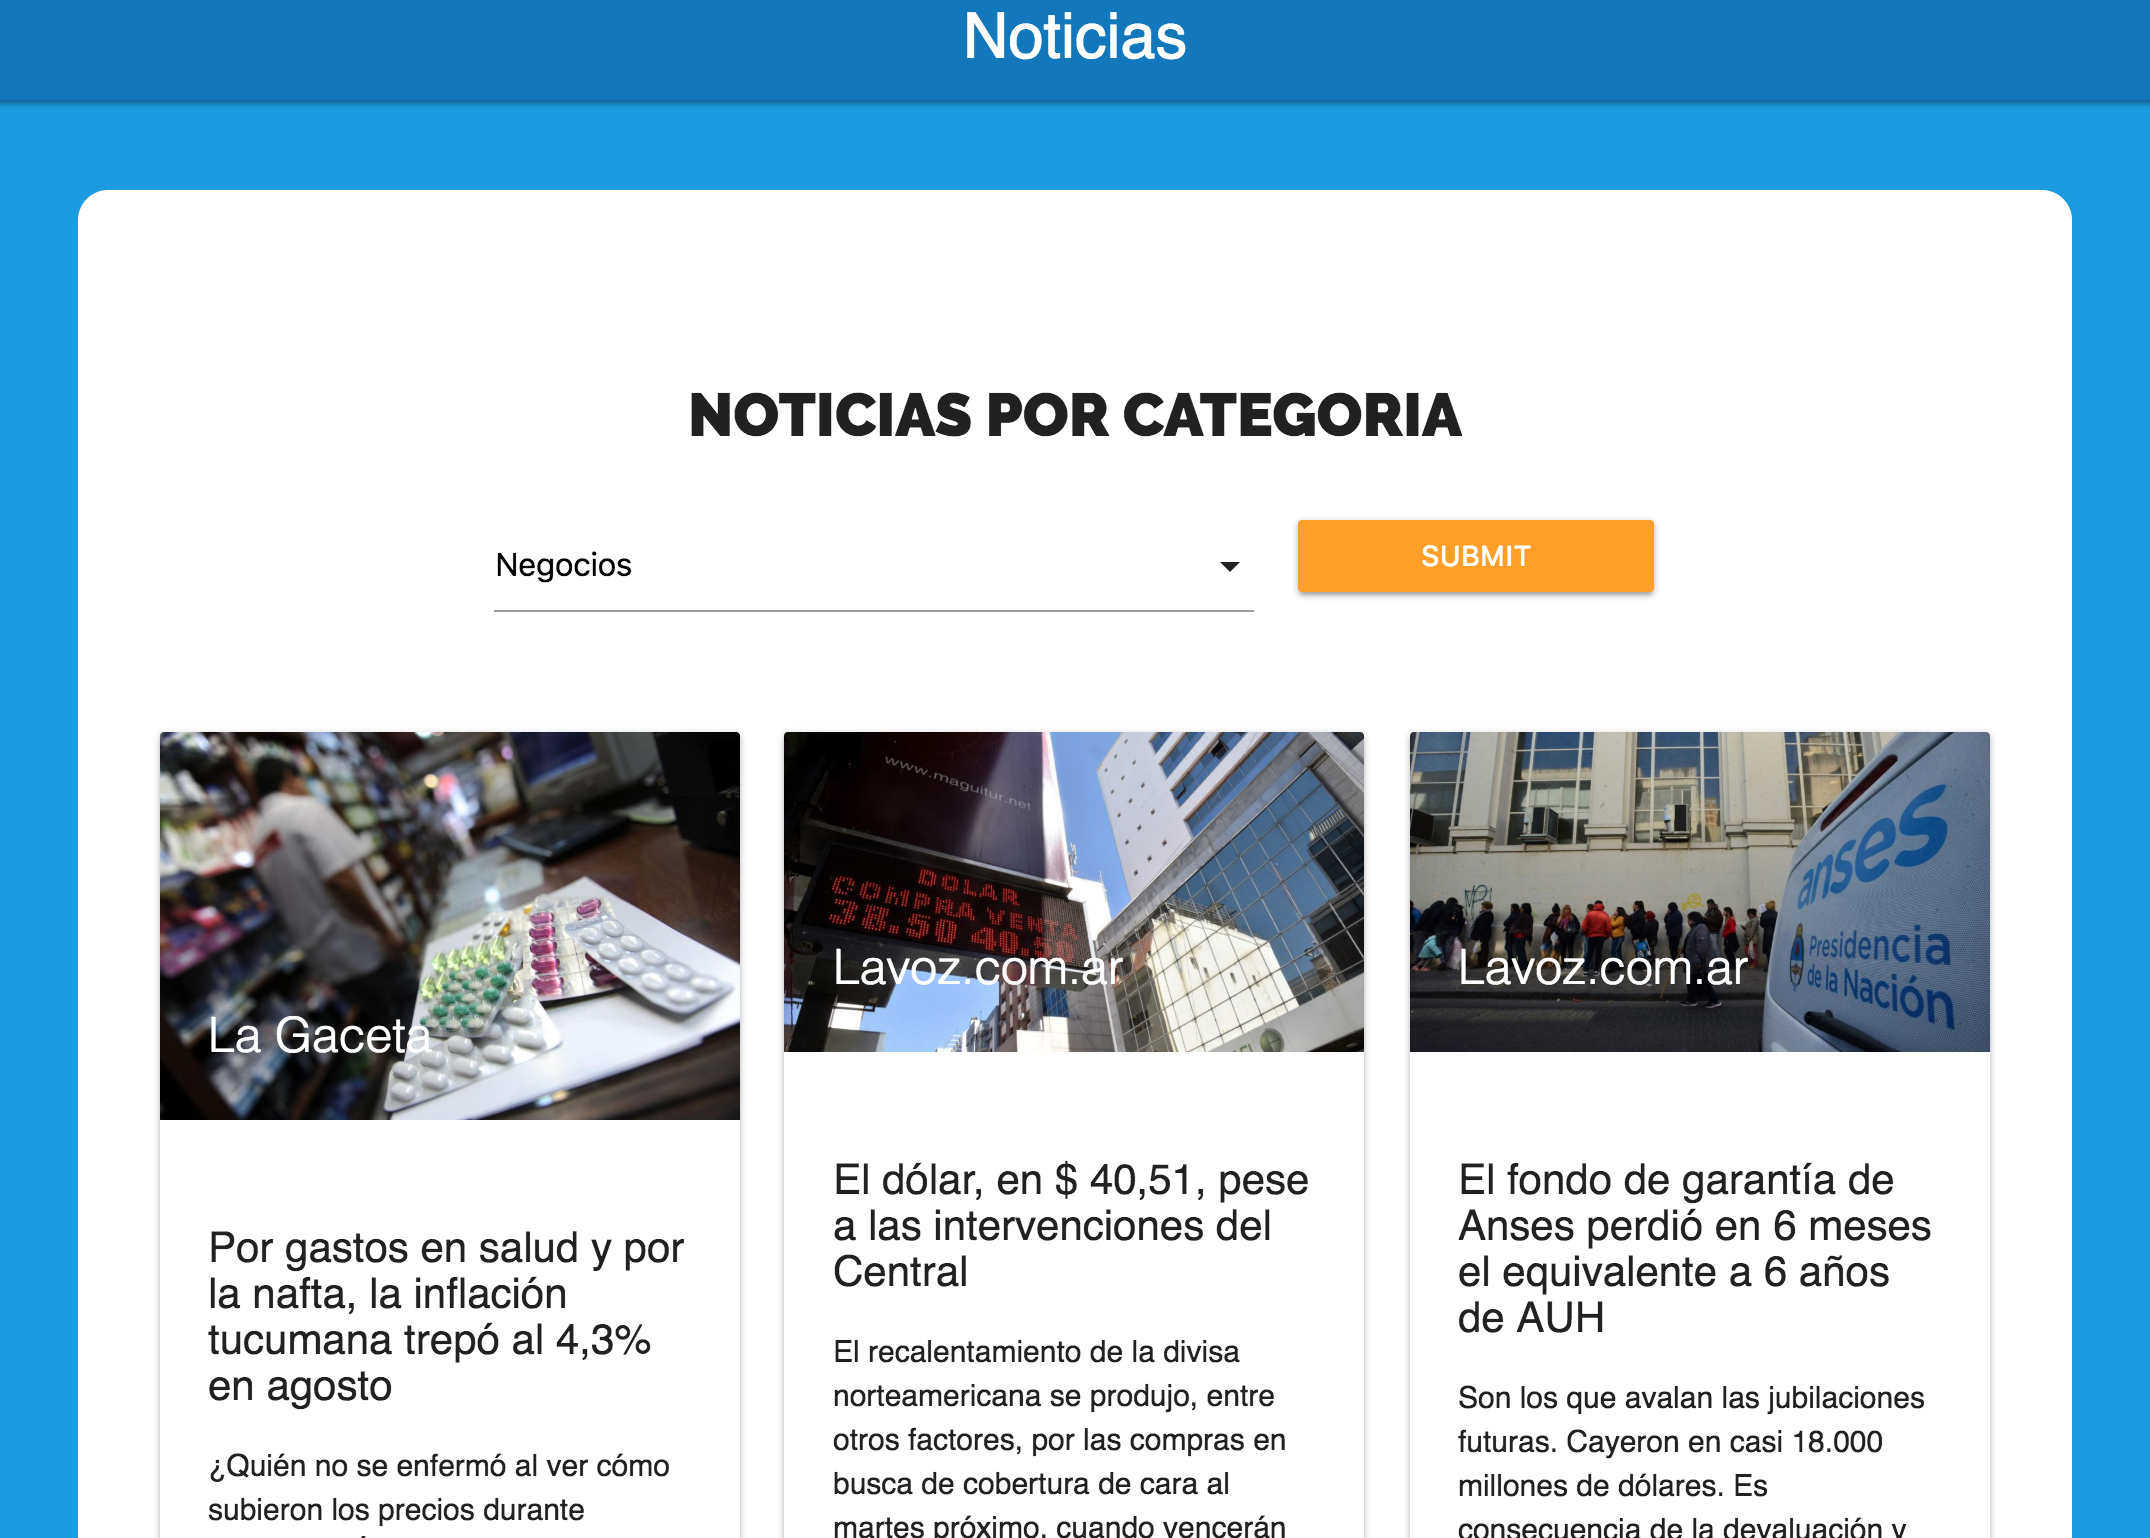 Noticias
NOTICIAS POR CATEGORIA
Negocios
SUBMIT
La Gaceta
Por gastos en salud y por
la nafta, la inflación
tucumana trepó al 4,3%
en agosto
¿Quién no se enfermó al ver cómo
subieron los precios durante
www.maguitur.net
DOLAR
COMPRA VENTA
38.50 40.50
Lavoz.com.ar
El dólar, en $ 40,51, pese
a las intervenciones del
Central
El recalentamiento de la divisa
norteamericana se produjo, entre
otros factores, por las compras en
busca de cobertura de cara al
martes próximo, cuando vencerán
anses
Presidencia
de la Nación
Lavoz.com.ar
El fondo de garantía de
Anses perdió en 6 meses
el equivalente a 6 años
de AUH
Son los que avalan las jubilaciones
futuras. Cayeron en casi 18.000
millones de dólares. Es
consecuencia de la devaluación y